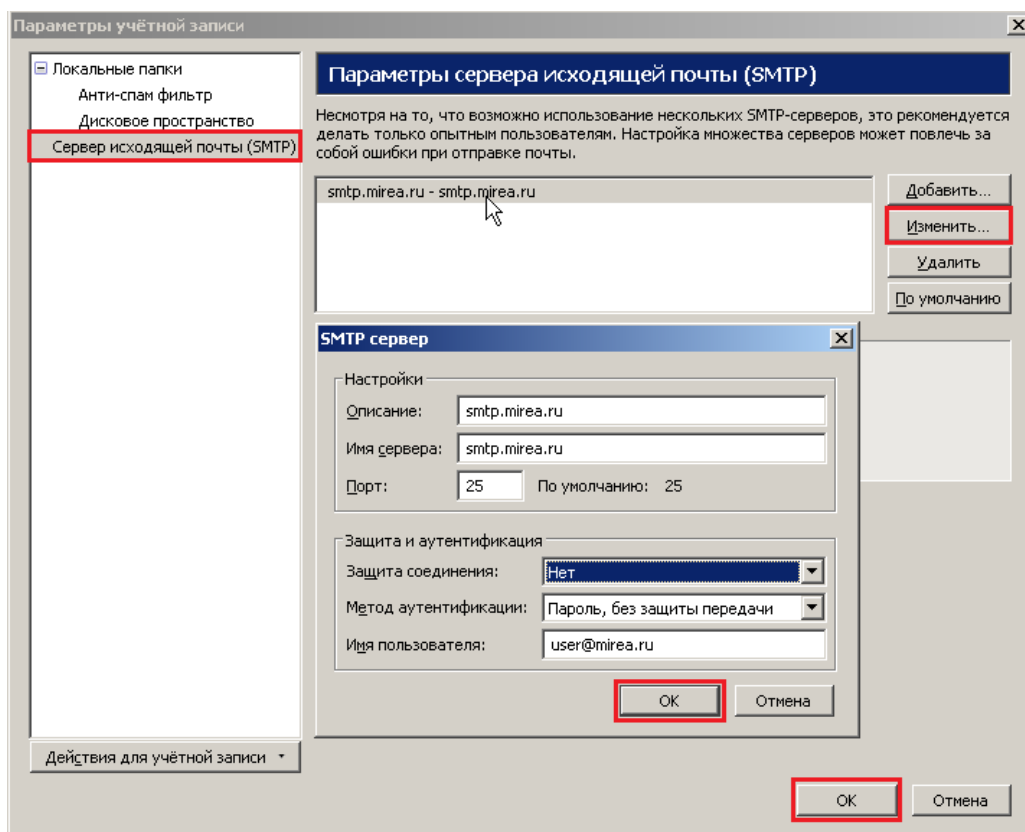 Параметры учётной записи
Локальные папки
Анти-спам фильтр
Дисковое пространство
Сервер исходящей почты (SMTP)
Действия для учётной записи
Параметры сервера исходящей почты (SMTP)
Несмотря на то, что возможно использование нескольких SMTP-серверов, это рекомендуется
делать только опытным пользователям. Настройка множества серверов может повлечь за
собой ошибки при отправке почты.
smtp.mirea.ru - smtp.mirea.ru
Добавить...
Изменить...
Удалить
По умолчанию
SMTP сервер
Настройки
Описание: smtp.mirea.ru
Имя сервера: smtp.mirea.ru
Порт: 25 По умолчанию: 25
Защита и аутентификация
Защита соединения: Нет
Метод аутентификации: Пароль, без защиты передачи
Имя пользователя: user@mirea.ru
OK Отмена
OK Отмена